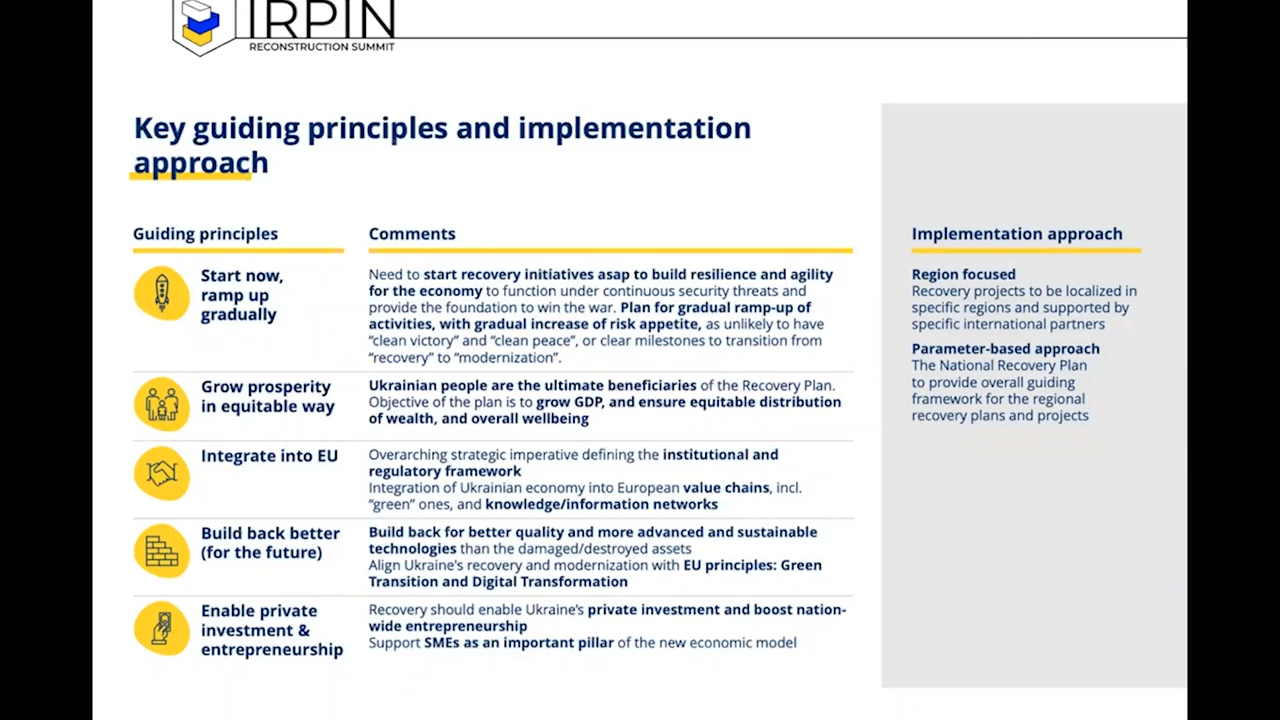 IRPIN
RECONSTRUCTION SUMMIT
Key guiding principles and implementation
approach
Guiding principles
Comments
Start now,
ramp up
gradually
Need to start recovery initiatives asap to build resilience and agility
for the economy to function under continuous security threats and
provide the foundation to win the war. Plan for gradual ramp-up of
activities, with gradual increase of risk appetite, as unlikely to have
“clean victory” and “clean peace”, or clear milestones to transition from
“recovery” to “modernization”.
Grow prosperity
in equitable way
Ukrainian people are the ultimate beneficiaries of the Recovery Plan.
Objective of the plan is to grow GDP, and ensure equitable distribution
of wealth, and overall wellbeing
Integrate into EU
Overarching strategic imperative defining the institutional and
regulatory framework
Integration of Ukrainian economy into European value chains, incl.
“green” ones, and knowledge/information networks
Build back better
(for the future)
Build back for better quality and more advanced and sustainable
technologies than the damaged/destroyed assets
Align Ukraine's recovery and modernization with EU principles: Green
Transition and Digital Transformation
Enable private
investment &
entrepreneurship
Recovery should enable Ukraine’s private investment and boost nation-
wide entrepreneurship
Support SMEs as an important pillar of the new economic model
Implementation approach
Region focused
Recovery projects to be localized in
specific regions and supported by
specific international partners
Parameter-based approach
The National Recovery Plan
to provide overall guiding
framework for the regional
recovery plans and projects